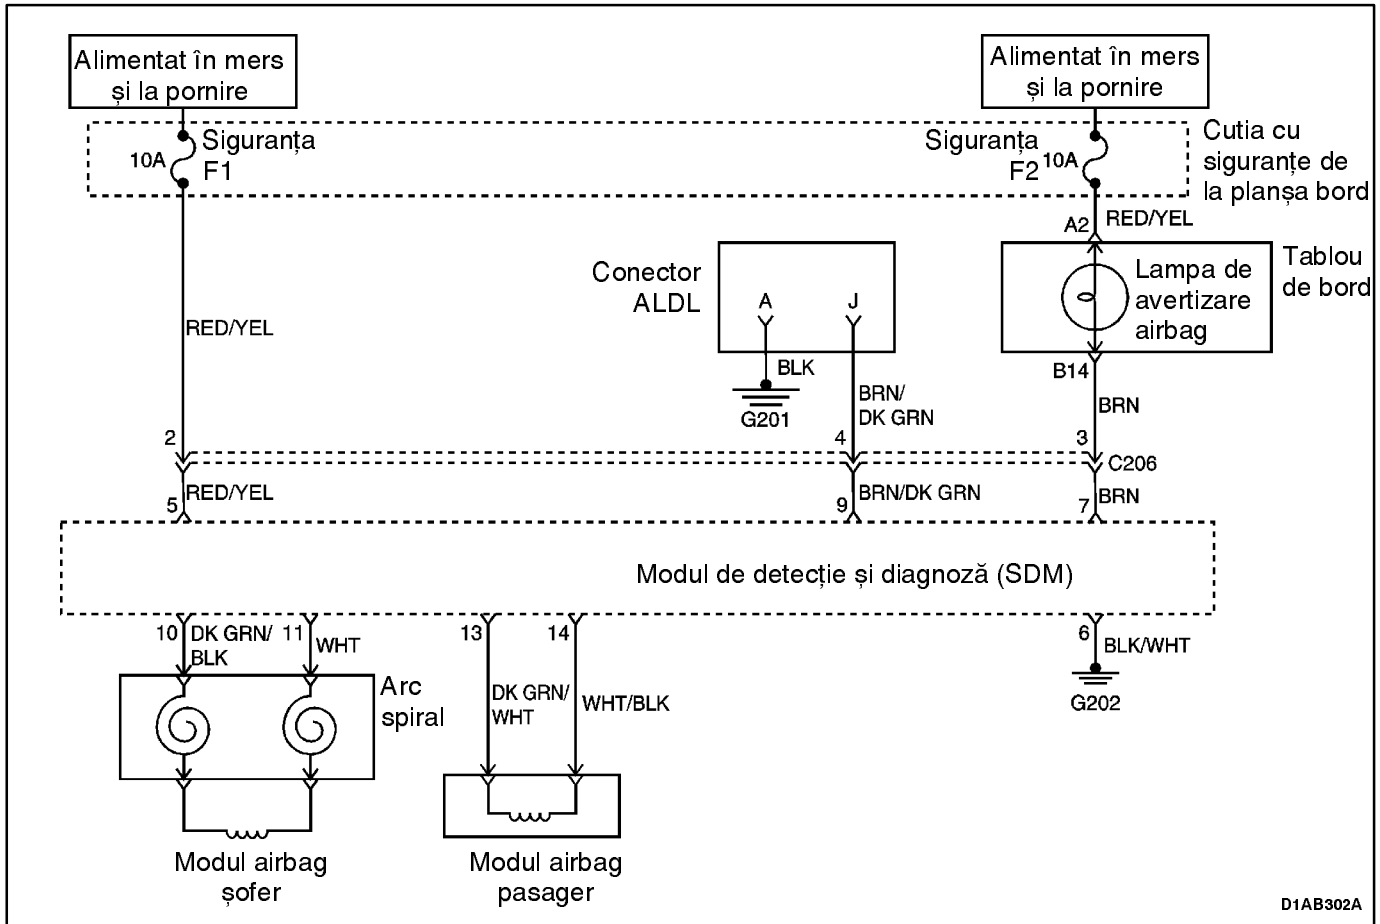 Alimentat în mers
și la pornire
Alimentat în mers
și la pornire
Siguranța
F1
10A
Siguranța
F2
10A
Cutia cu
siguranțe de
la planșa bord
A2
RED/YEL
Conector
ALDL
A
J
Lampa de
avertizare
airbag
Tablou
de bord
RED/YEL
BLK
G201
BRN/
DK GRN
B14
BRN
2
4
3
C206
RED/YEL
5
BRN/DK GRN
9
BRN
7
Modul de detecție și diagnoză (SDM)
10
DK GRN/
BLK
11
WHT
13
14
6
BLK/WHT
G202
Arc
spiral
DK GRN/
WHT
WHT/BLK
Modul airbag
șofer
Modul airbag
pasager
D1AB302A